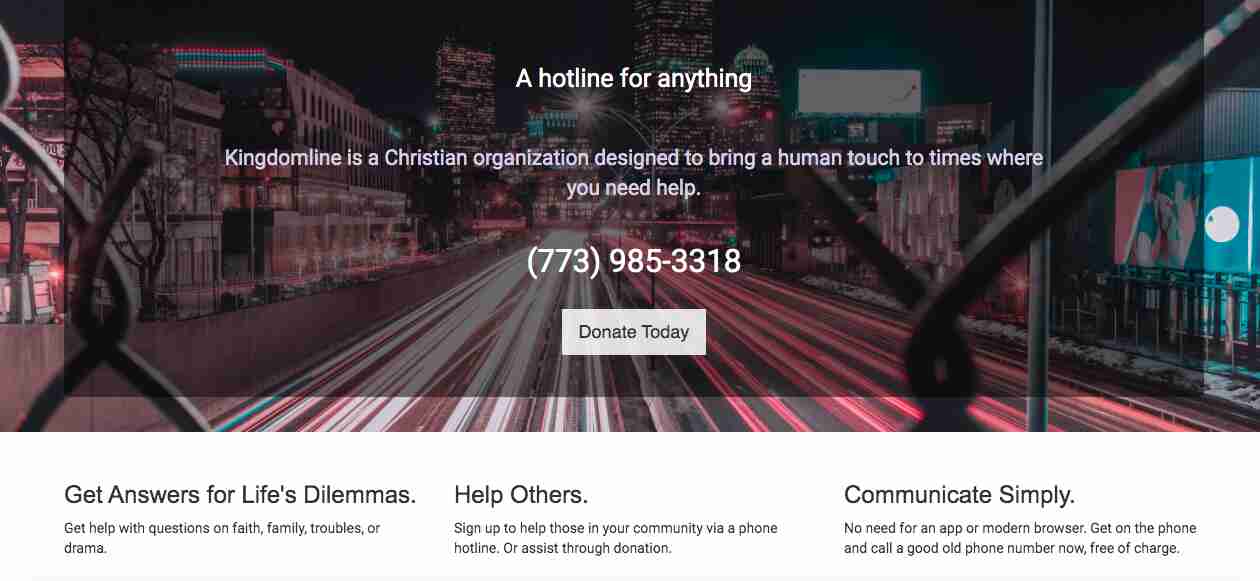 A hotline for anything
Kingdomline is a Christian organization designed to bring a human touch to times where
you need help.
(773) 985-3318
Donate Today
Get Answers for Life's Dilemmas.
Get help with questions on faith, family, troubles, or
drama.
Help Others.
Sign up to help those in your community via a phone
hotline. Or assist through donation.
Communicate Simply.
No need for an app or modern browser. Get on the phone
and call a good old phone number now, free of charge.